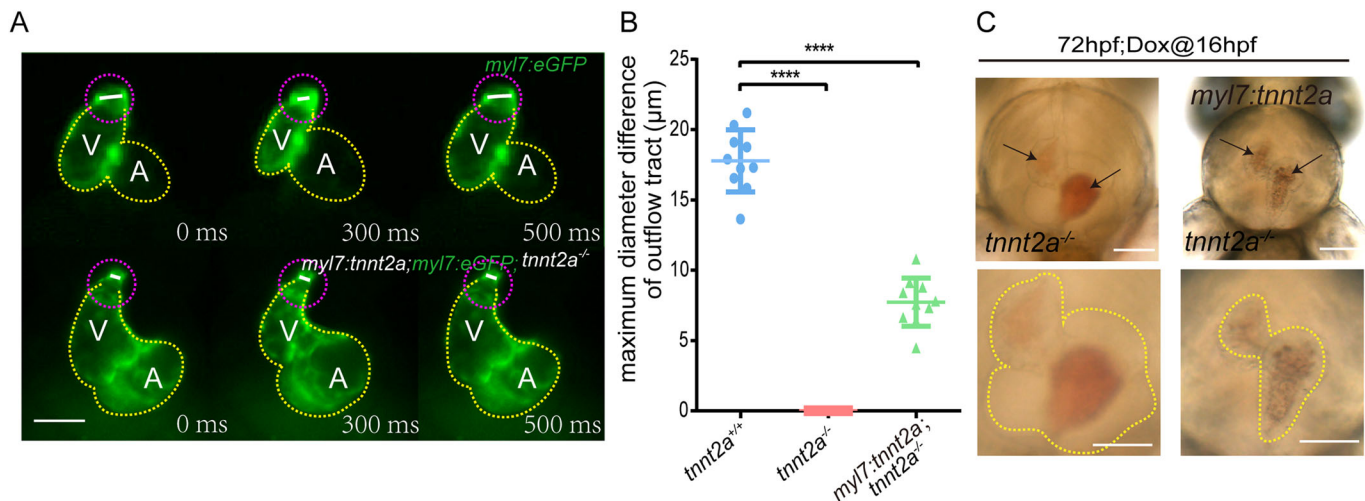 A
myl7:eGFP
V
A
0 ms
V
A
300 ms
V
A
500 ms
myl7:tnnt2a;myl7:eGFP;tnnt2a-/-
V
A
0 ms
V
A
300 ms
V
A
500 ms
B
maximum diameter difference
of outflow tract (μm)
25
20
15
10
5
0
****
****
tnnt2a+/+
tnnt2a-/-
myl7:tnnt2a;
tnnt2a-/-
C
72hpf;Dox@16hpf
tnnt2a-/-
myl7:tnnt2a
tnnt2a-/-